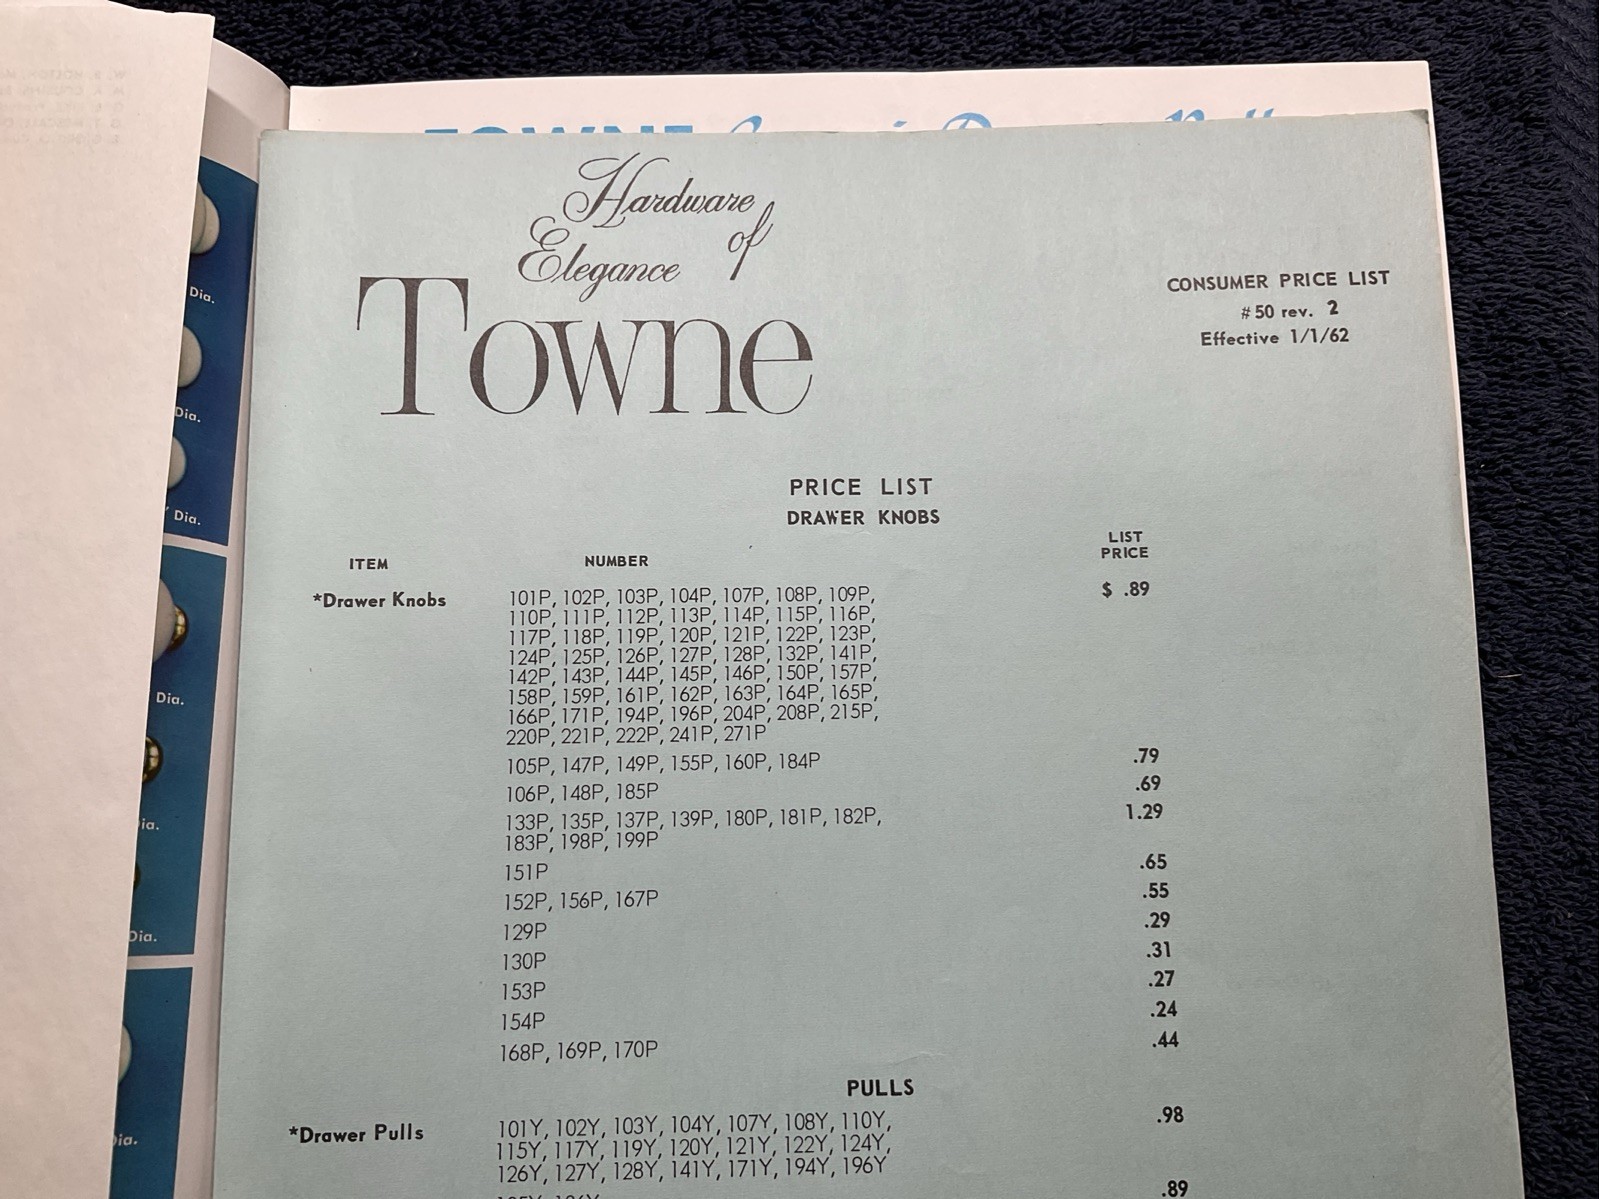 TOWNE
Hardware
of
Elegance
Towne
CONSUMER PRICE LIST
#50 rev. 2
Effective 1/1/62
PRICE LIST
DRAWER KNOBS
ITEM NUMBER LIST PRICE
*Drawer Knobs 101P, 102P, 103P, 104P, 107P, 108P, 109P, $ .89
110P, 111P, 112P, 113P, 114P, 115P, 116P,
117P, 118P, 119P, 120P, 121P, 122P, 123P,
124P, 125P, 126P, 127P, 128P, 132P, 141P,
142P, 143P, 144P, 145P, 146P, 150P, 157P,
158P, 159P, 161P, 162P, 163P, 164P, 165P,
166P, 171P, 194P, 196P, 204P, 208P, 215P,
220P, 221P, 222P, 241P, 271P
105P, 147P, 149P, 155P, 160P, 184P .79
106P, 148P, 185P .69
133P, 135P, 137P, 139P, 180P, 181P, 182P, 1.29
183P, 198P, 199P
151P .65
152P, 156P, 167P .55
129P .29
130P .31
153P .27
154P .24
168P, 169P, 170P .44
PULLS
*Drawer Pulls 101Y, 102Y, 103Y, 104Y, 107Y, 108Y, 110Y, .98
115Y, 117Y, 119Y, 120Y, 121Y, 122Y, 124Y,
126Y, 127Y, 128Y, 141Y, 171Y, 194Y, 196Y
.89
Dia.
Dia.
Dia.
Dia.
Dia.